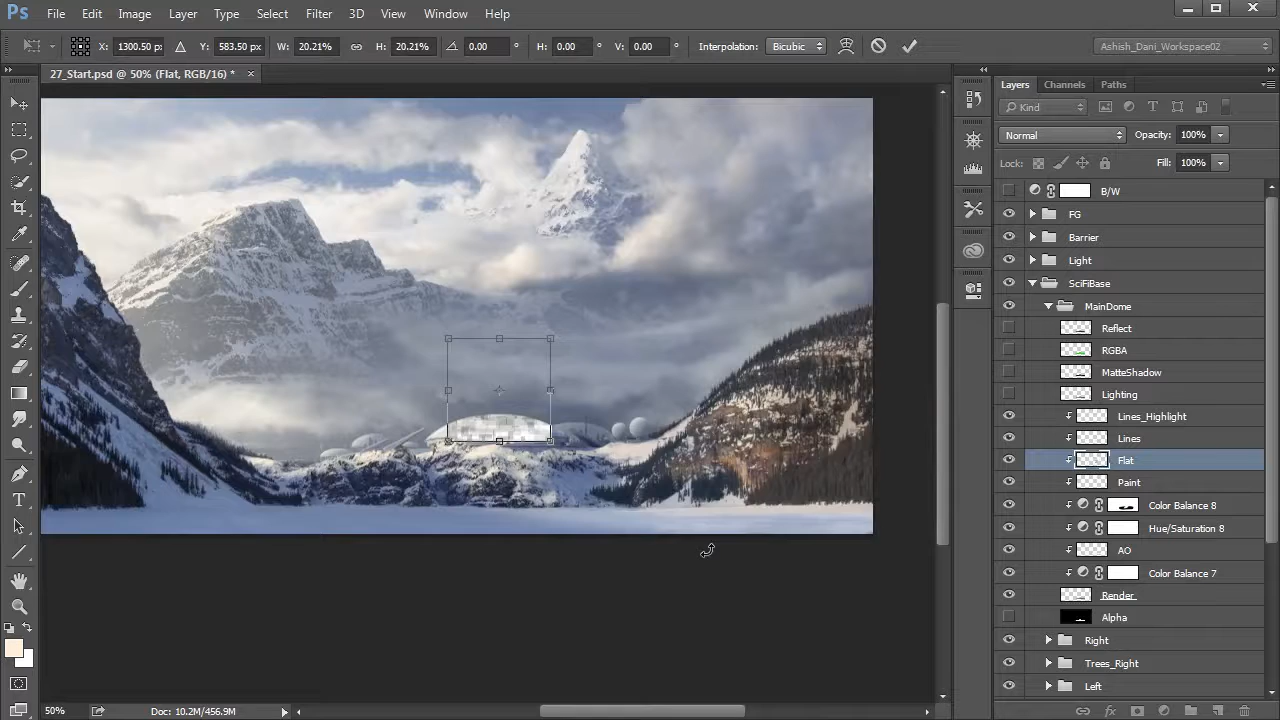 Ps File Edit Image Layer Type Select Filter 3D View Window Help
X: 1300.50 px Y: 583.50 px W: 20.21% H: 20.21% 0.00 ° H: 0.00 ° V: 0.00 ° Interpolation: Bicubic Ashish_Dani_Workspace02
27_Start.psd @ 50% (Flat, RGB/16) * ×
Layers Channels Paths
Kind
Normal Opacity: 100%
Lock: Fill: 100%
B/W
FG
Barrier
Light
SciFiBase
MainDome
Reflect
RGBA
MatteShadow
Lighting
Lines_Highlight
Lines
Flat
Paint
Color Balance 8
Hue/Saturation 8
AO
Color Balance 7
Render
Alpha
Right
Trees_Right
Left
50% Doc: 10.2M/456.9M